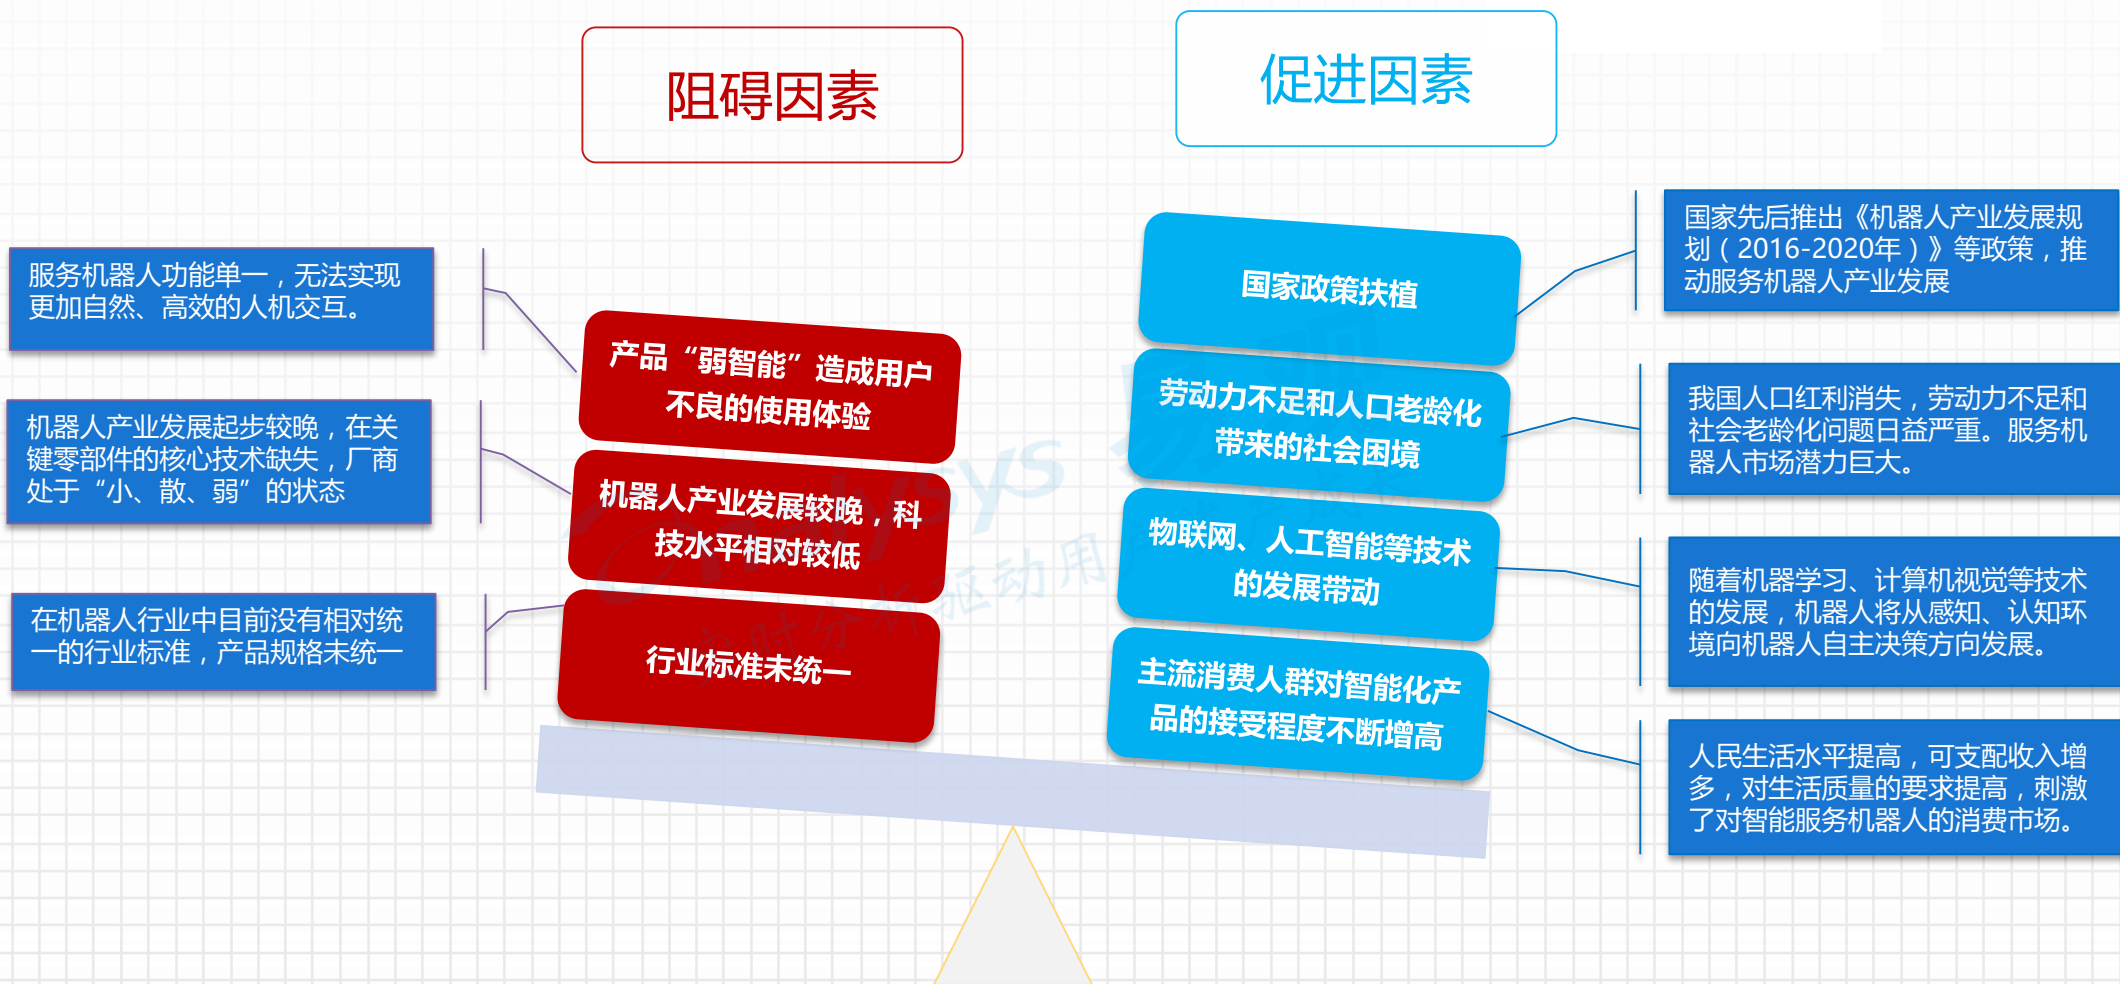 阻碍因素
促进因素
服务机器人功能单一，无法实现
更加自然、高效的人机交互。
机器人产业发展起步较晚，在关
键零部件的核心技术缺失，厂商
处于“小、散、弱”的状态
在机器人行业中目前没有相对统
一的行业标准，产品规格未统一
产品“弱智能”造成用户
不良的使用体验
机器人产业发展较晚，科
技水平相对较低
行业标准未统一
国家政策扶植
劳动力不足和人口老龄化
带来的社会困境
物联网、人工智能等技术
的发展带动
主流消费人群对智能化产
品的接受程度不断增高
国家先后推出《机器人产业发展规
划（2016-2020年）》等政策，推
动服务机器人产业发展
我国人口红利消失，劳动力不足和
社会老龄化问题日益严重。服务机
器人市场潜力巨大。
随着机器学习、计算机视觉等技术
的发展，机器人将从感知、认知环
境向机器人自主决策方向发展。
人民生活水平提高，可支配收入增
多，对生活质量的要求提高，刺激
了对智能服务机器人的消费市场。